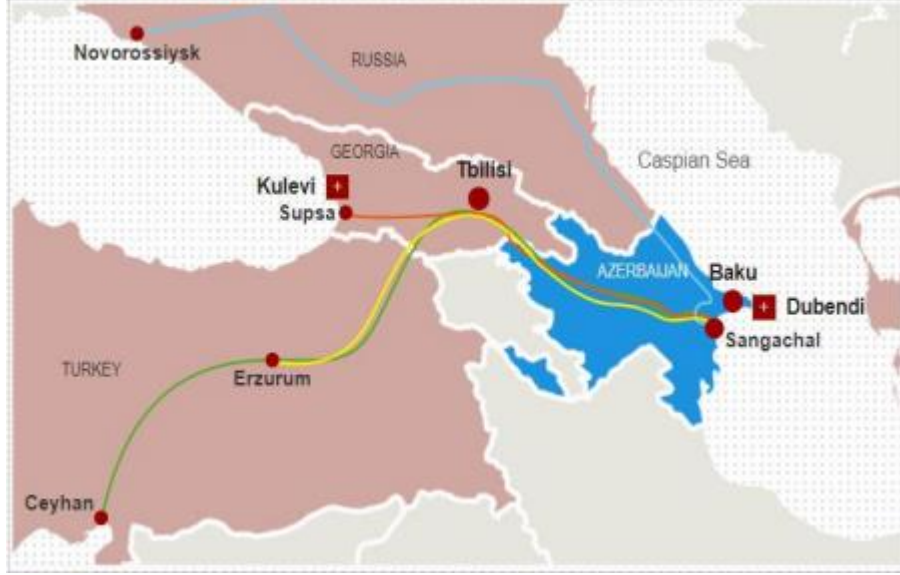 Novorossiysk
RUSSIA
GEORGIA
Tbilisi
Caspian Sea
Kulevi
Supsa
AZERBAIJAN
Baku
Dubendi
Sangachal
TURKEY
Erzurum
Ceyhan